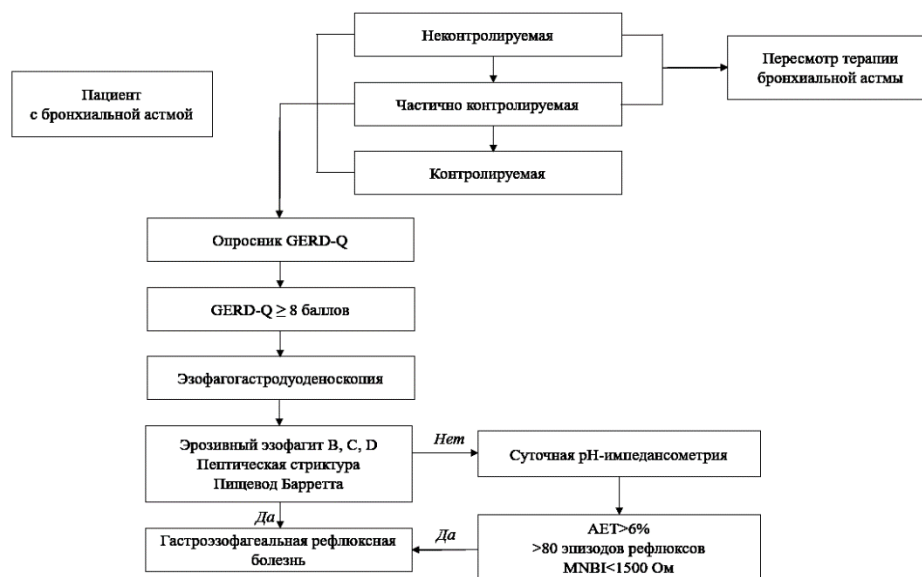 Неконтролируемая
Пересмотр терапии
бронхиальной астмы
Пациент
с бронхиальной астмой
Частично контролируемая
Контролируемая
Опросник GERD-Q
GERD-Q ≥ 8 баллов
Эзофагогастродуоденоскопия
Эрозивный эзофагит B, C, D
Пептическая стриктура
Пищевод Барретта
Нет
Суточная pH-импедансометрия
Да
Гастроэзофагеальная рефлюксная
болезнь
Да
AET>6%
>80 эпизодов рефлюксов
MNBI<1500 Ом